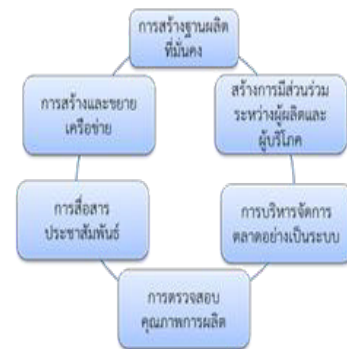 การสร้างฐานผลิต
ที่มั่นคง
สร้างการมีส่วนร่วม
ระหว่างผู้ผลิตและ
ผู้บริโภค
การบริหารจัดการ
ตลาดอย่างเป็นระบบ
การตรวจสอบ
คุณภาพการผลิต
การสื่อสาร
ประชาสัมพันธ์
การสร้างและขยาย
เครือข่าย